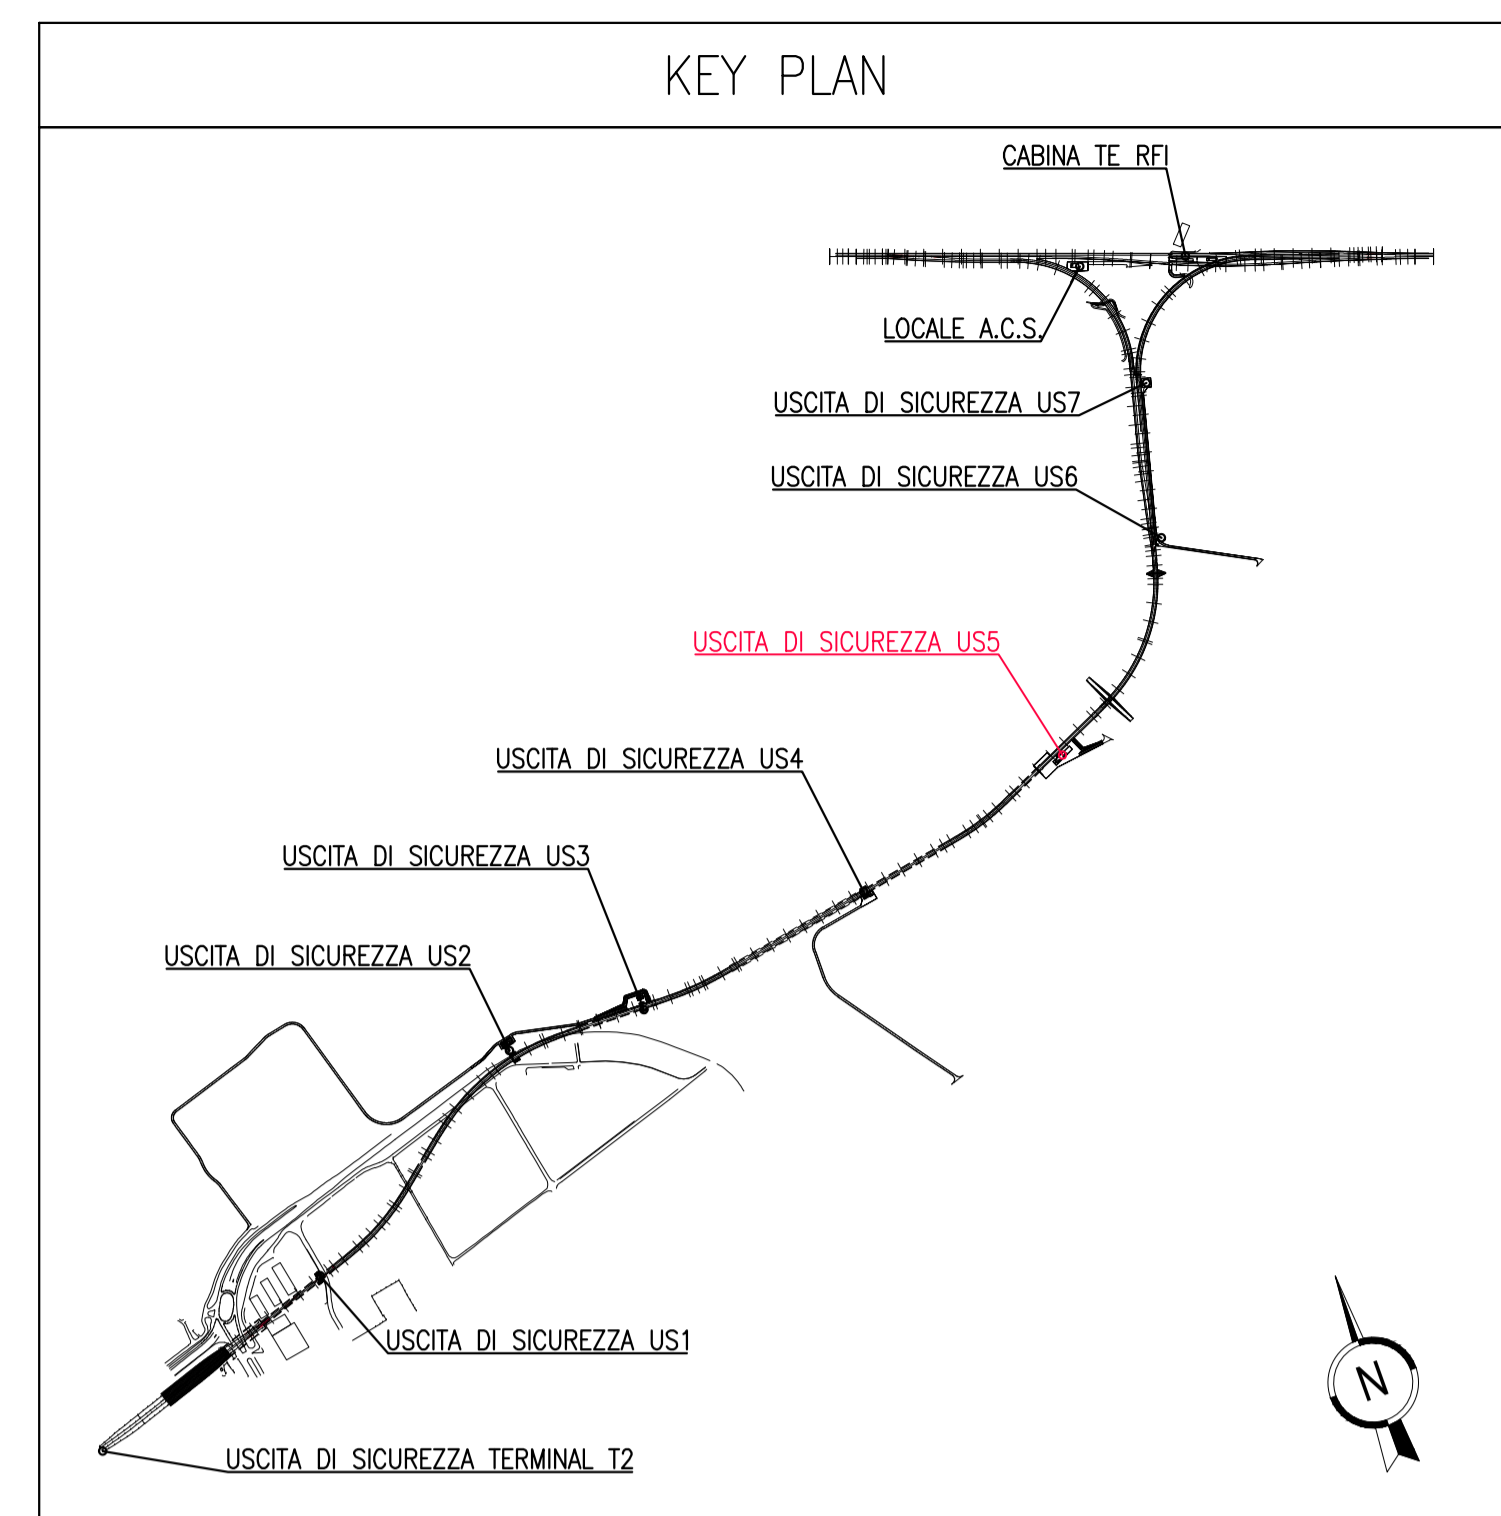 KEY PLAN
CABINA TE RFI
LOCALE A.C.S.
USCITA DI SICUREZZA US7
USCITA DI SICUREZZA US6
USCITA DI SICUREZZA US5
USCITA DI SICUREZZA US4
USCITA DI SICUREZZA US3
USCITA DI SICUREZZA US2
USCITA DI SICUREZZA US1
N
USCITA DI SICUREZZA TERMINAL T2